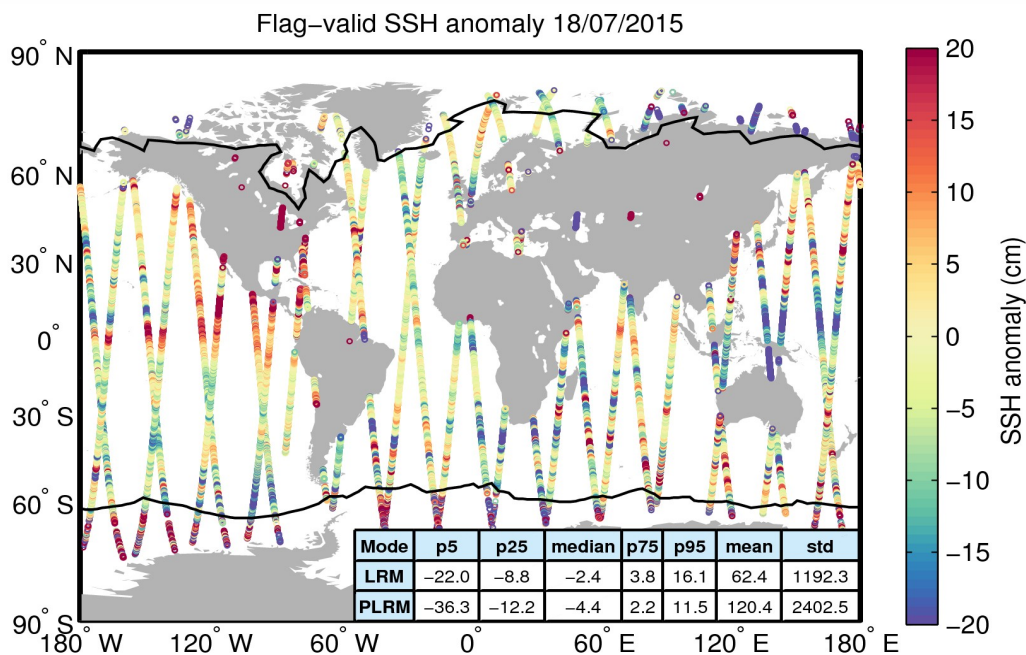 Flag−valid SSH anomaly 18/07/2015
90° N
60° N
30° N
0°
30° S
60° S
90° S
180° W
120° W
60° W
0°
60° E
120° E
180° E
Mode p5 p25 median p75 p95 mean std
LRM −22.0 −8.8 −2.4 3.8 16.1 62.4 1192.3
PLRM −36.3 −12.2 −4.4 2.2 11.5 120.4 2402.5
20
15
10
5
0
−5
−10
−15
−20
SSH anomaly (cm)